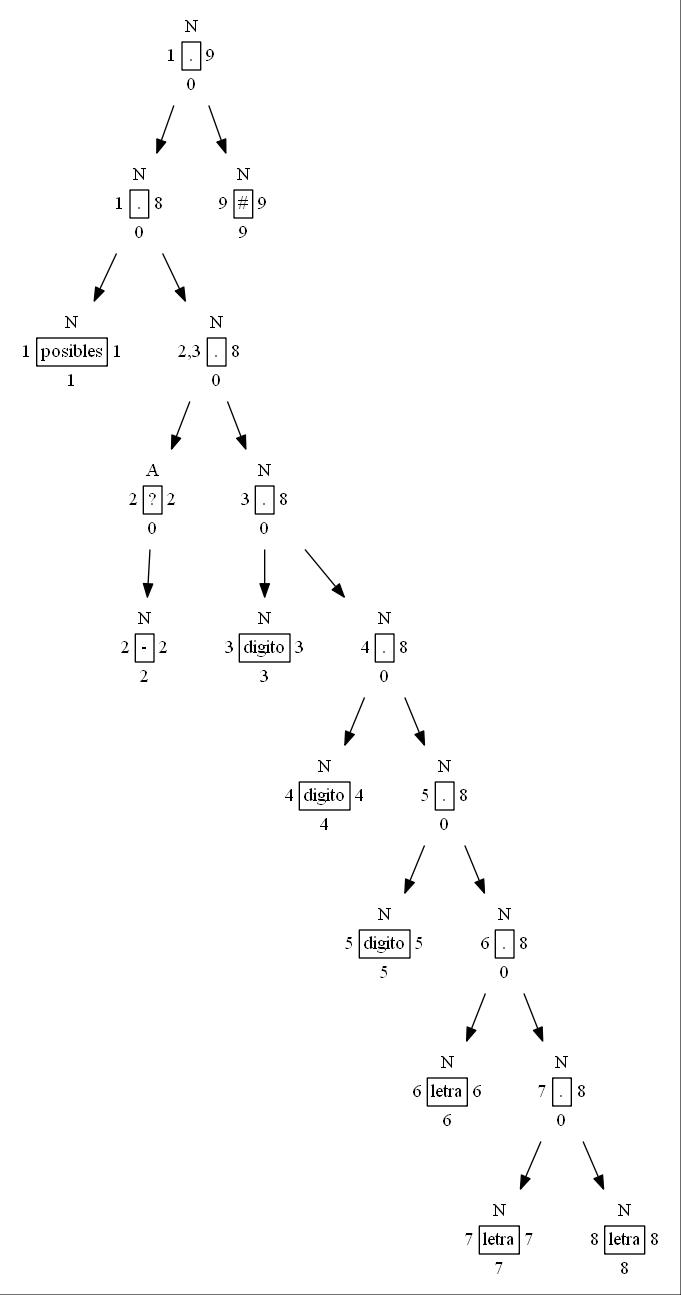 N
1 . 9
0
N N
1 . 8 9 # 9
0 9
N N
1 posibles 1 2,3 . 8
1 0
A N
2 ? 2 3 . 8
0 0
N N N
2 - 2 3 digito 3 4 . 8
2 3 0
N N
4 digito 4 5 . 8
4 0
N N
5 digito 5 6 . 8
5 0
N N
6 letra 6 7 . 8
6 0
N N
7 letra 7 8 letra 8
7 8